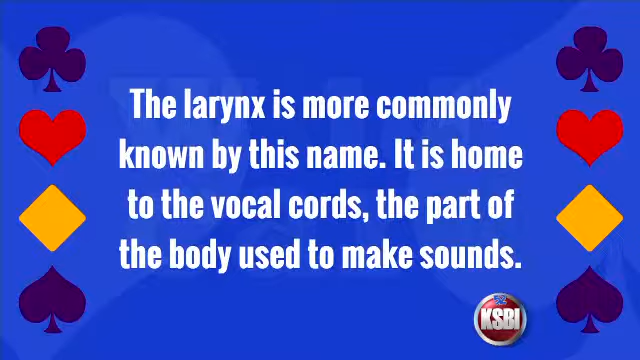 The larynx is more commonly
known by this name. It is home
to the vocal cords, the part of
the body used to make sounds.
52
KSBI